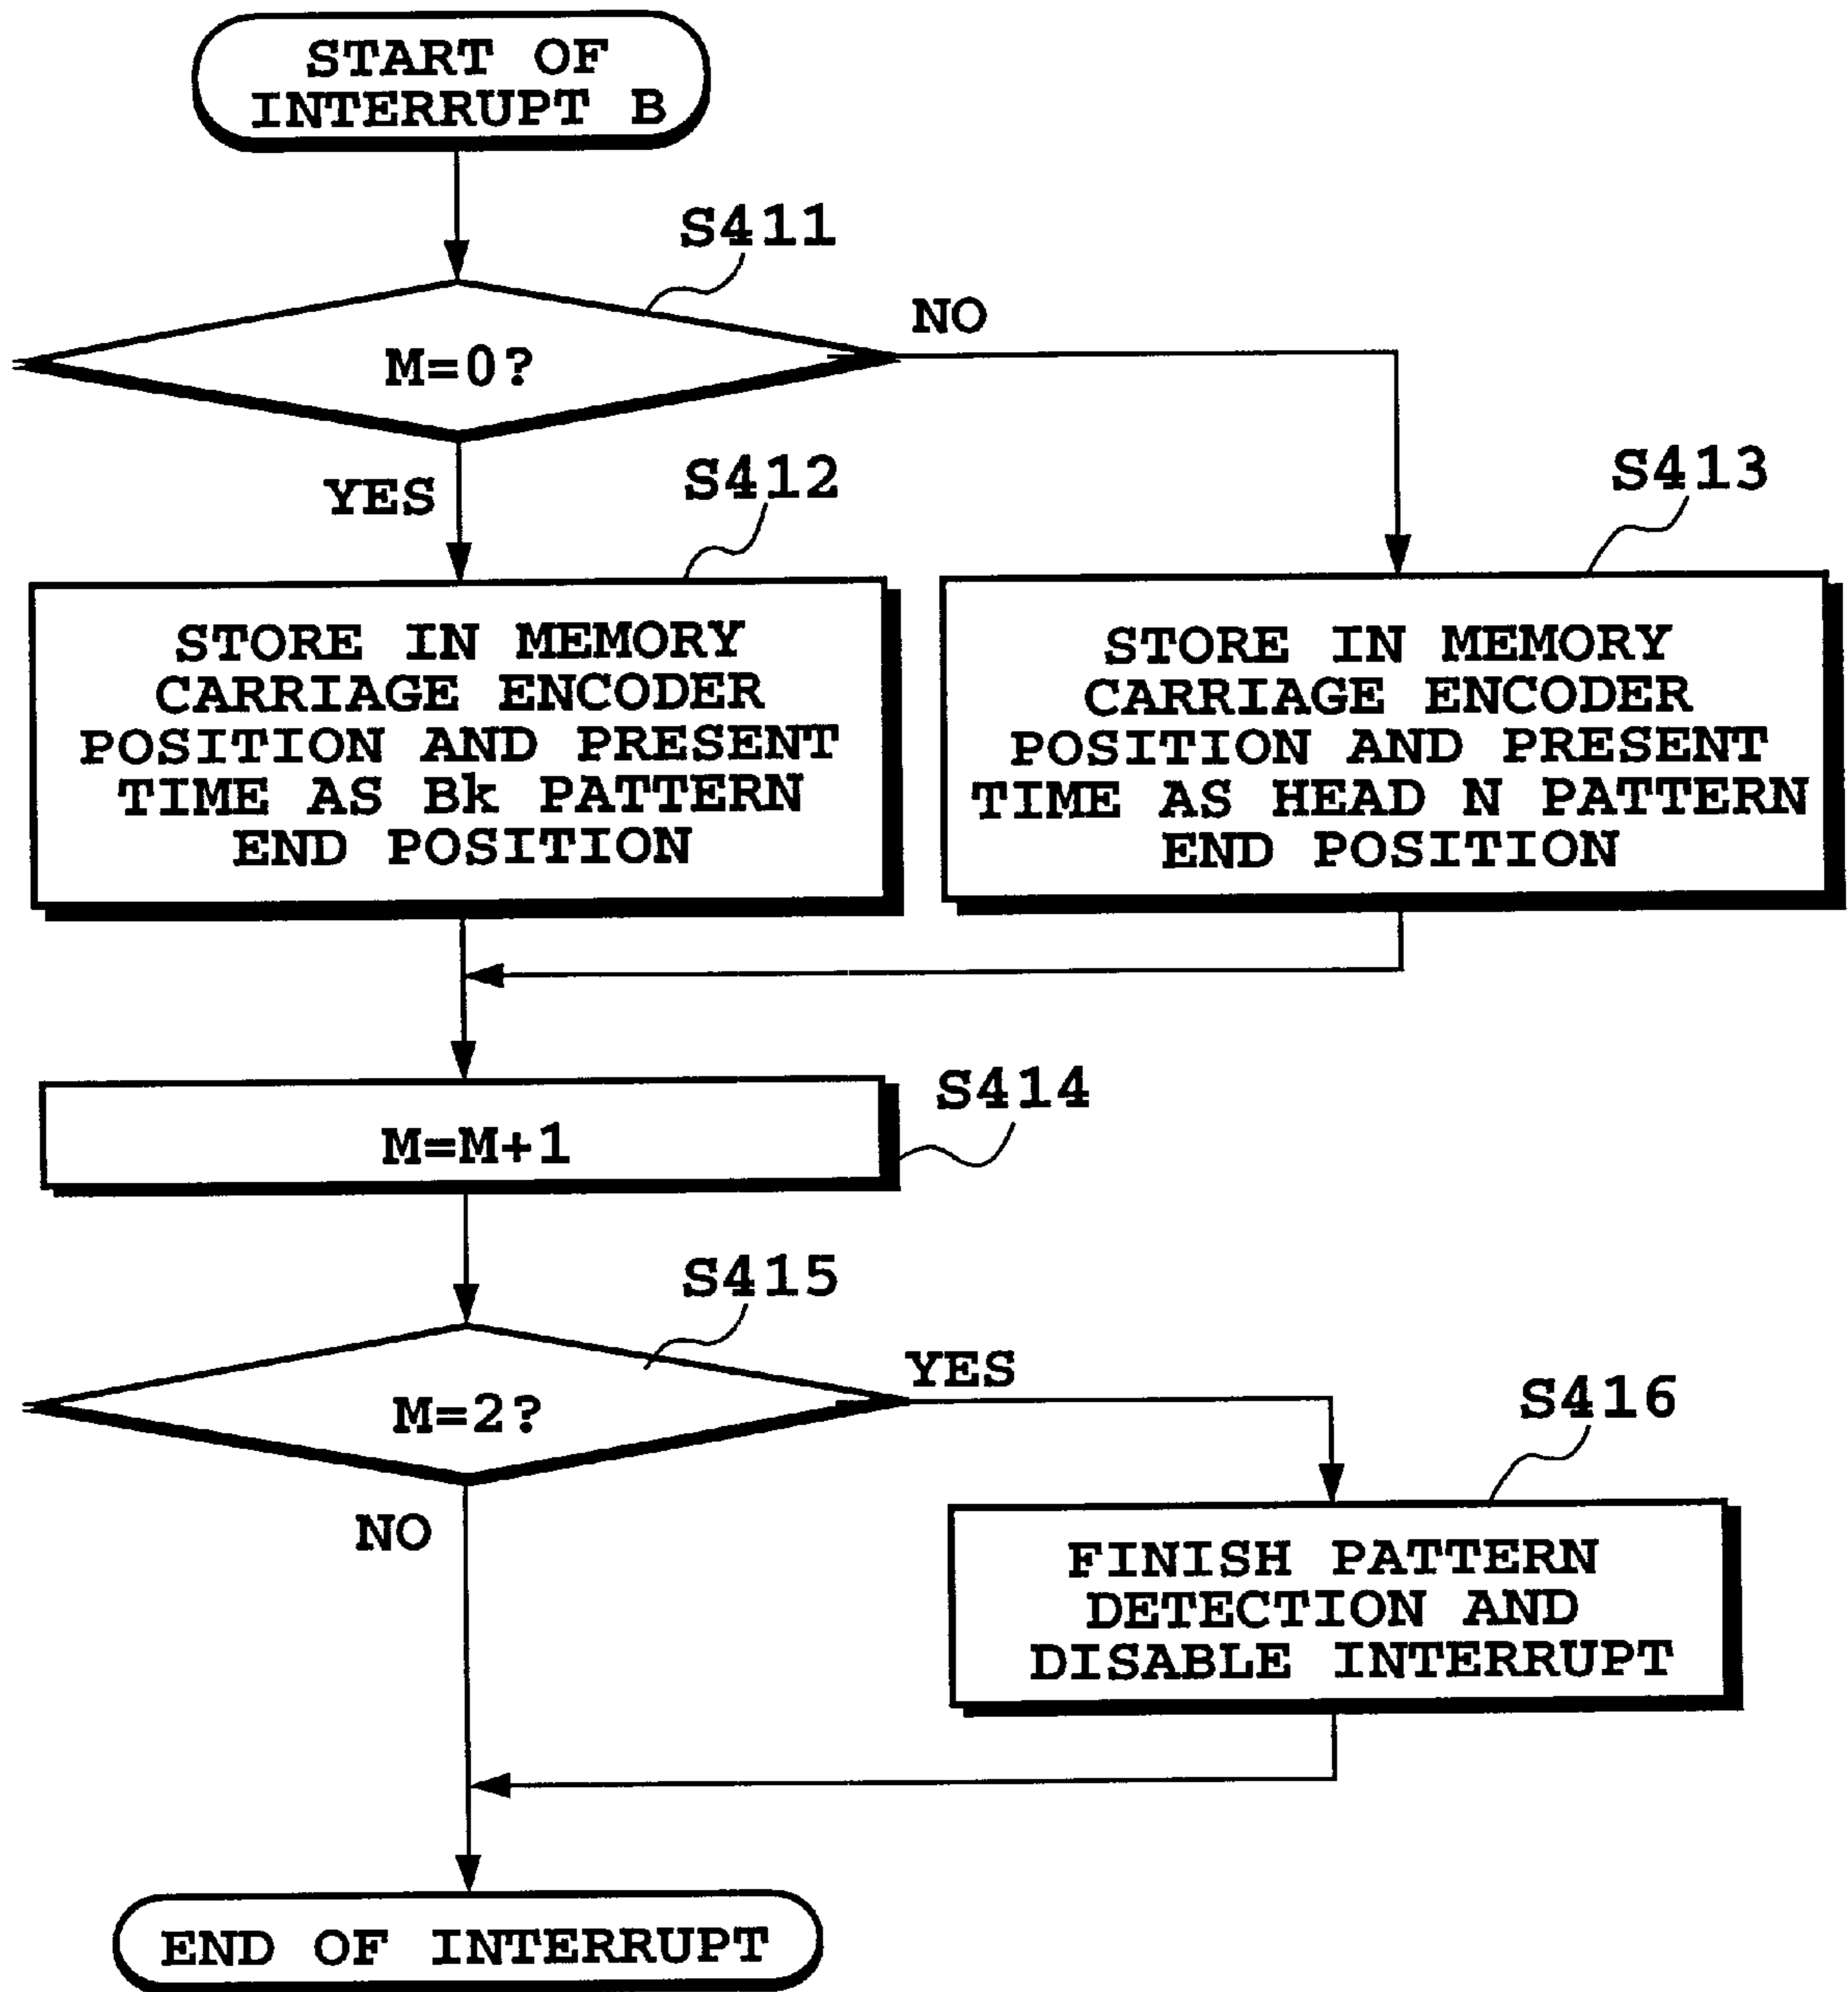 START OF
INTERRUPT B
S411
M=0?
NO
YES
S412
S413
STORE IN MEMORY
CARRIAGE ENCODER
POSITION AND PRESENT
TIME AS Bk PATTERN
END POSITION
STORE IN MEMORY
CARRIAGE ENCODER
POSITION AND PRESENT
TIME AS HEAD N PATTERN
END POSITION
S414
M=M+1
S415
M=2?
YES
NO
S416
FINISH PATTERN
DETECTION AND
DISABLE INTERRUPT
END OF INTERRUPT